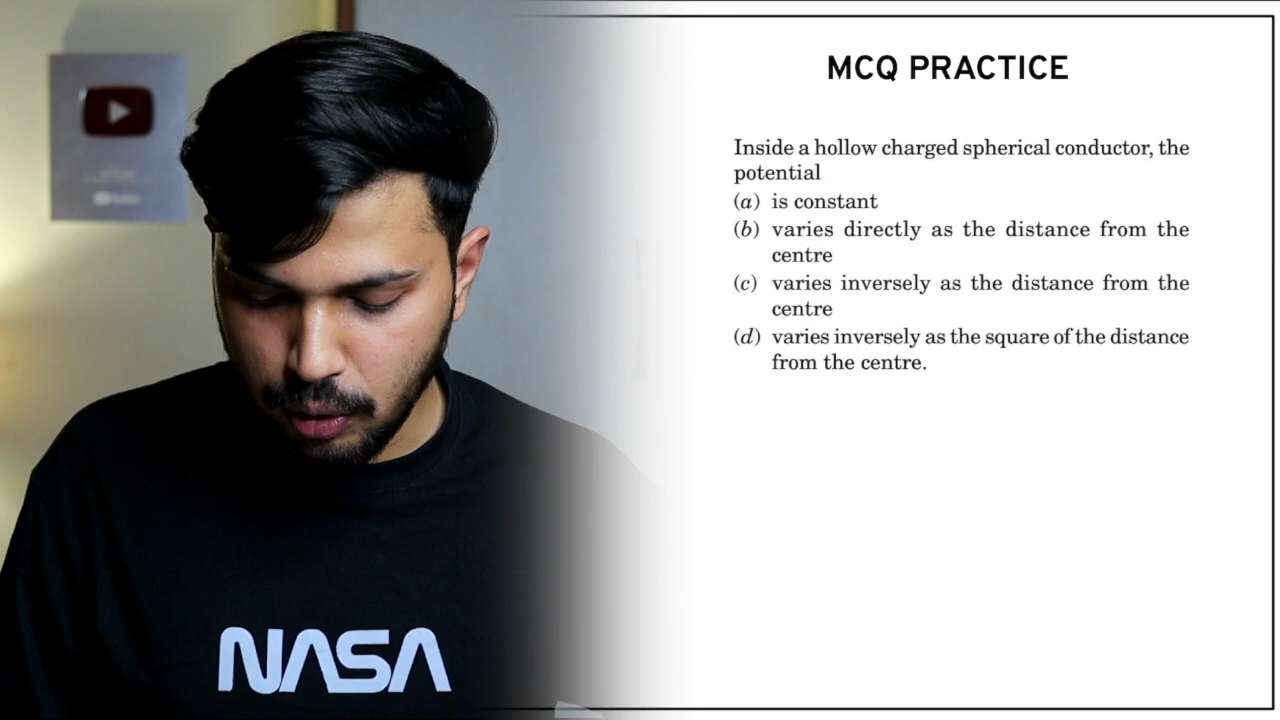 MCQ PRACTICE
Inside a hollow charged spherical conductor, the
potential
(a) is constant
(b) varies directly as the distance from the
centre
(c) varies inversely as the distance from the
centre
(d) varies inversely as the square of the distance
from the centre.
NASA